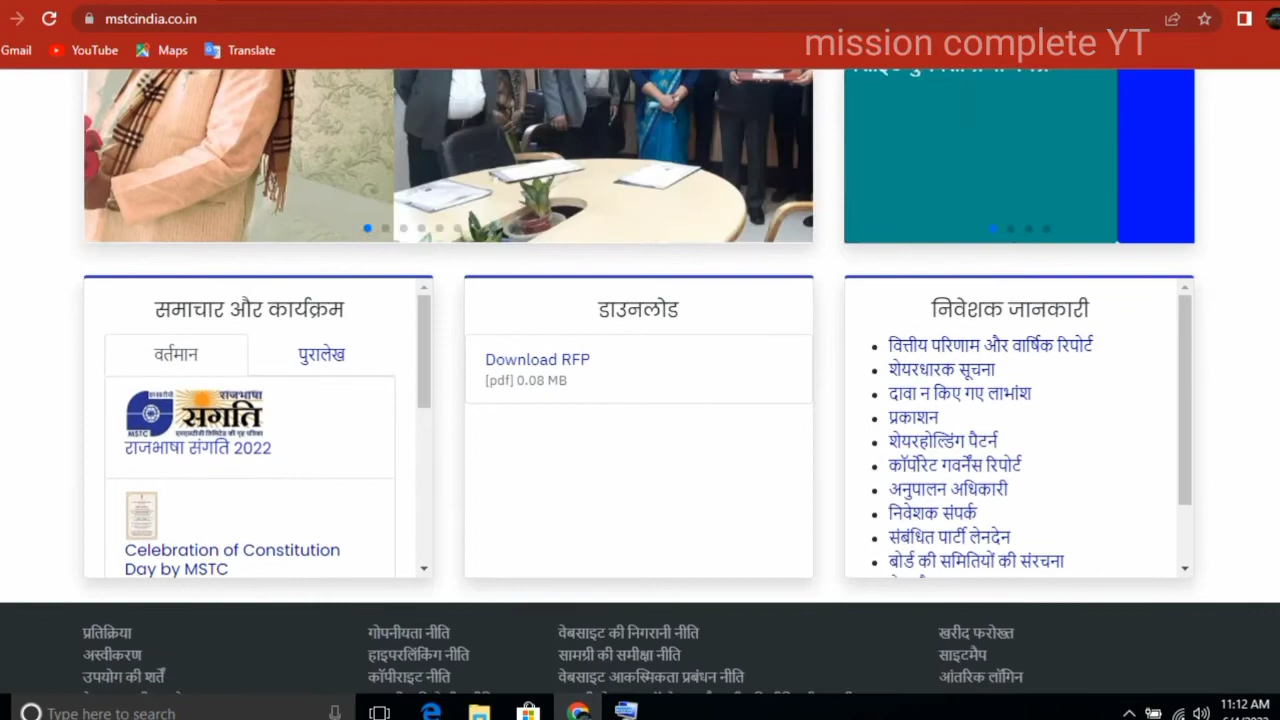 mstcindia.co.in
Gmail
YouTube
Maps
Translate
mission complete YT
समाचार और कार्यक्रम
वर्तमान
पुरालेख
राजभाषा
संगति
MSTC
राजभाषा संगति 2022
Celebration of Constitution
Day by MSTC
डाउनलोड
Download RFP
[pdf] 0.08 MB
निवेशक जानकारी
वित्तीय परिणाम और वार्षिक रिपोर्ट
शेयरधारक सूचना
दावा न किए गए लाभांश
प्रकाशन
शेयरहोल्डिंग पैटर्न
कॉर्पोरेट गवर्नेंस रिपोर्ट
अनुपालन अधिकारी
निवेशक संपर्क
संबंधित पार्टी लेनदेन
बोर्ड की समितियों की संरचना
प्रतिक्रिया
अस्वीकरण
उपयोग की शर्तें
गोपनीयता नीति
हाइपरलिंकिंग नीति
कॉपीराइट नीति
वेबसाइट की निगरानी नीति
सामग्री की समीक्षा नीति
वेबसाइट आकस्मिकता प्रबंधन नीति
खरीद फरोख्त
साइटमैप
आंतरिक लॉगिन
Type here to search
11:12 AM